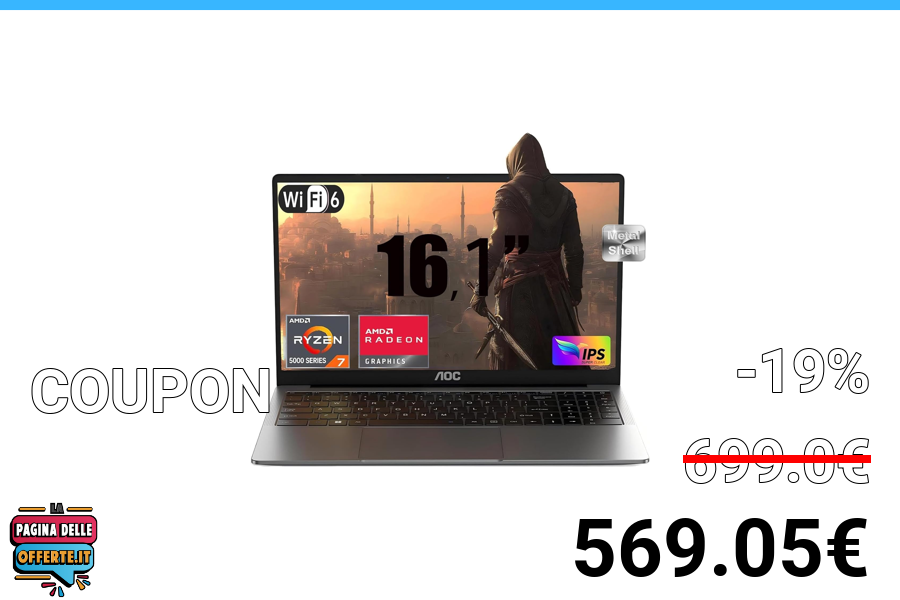 Wi Fi 6
16,1”
Metal
Shell
AMD
RYZEN
5000 SERIES 7
AMD
RADEON
GRAPHICS
IPS
AOC
COUPON
-19%
699.0€
569.05€
LA
PAGINA DELLE
OFFERTE.IT